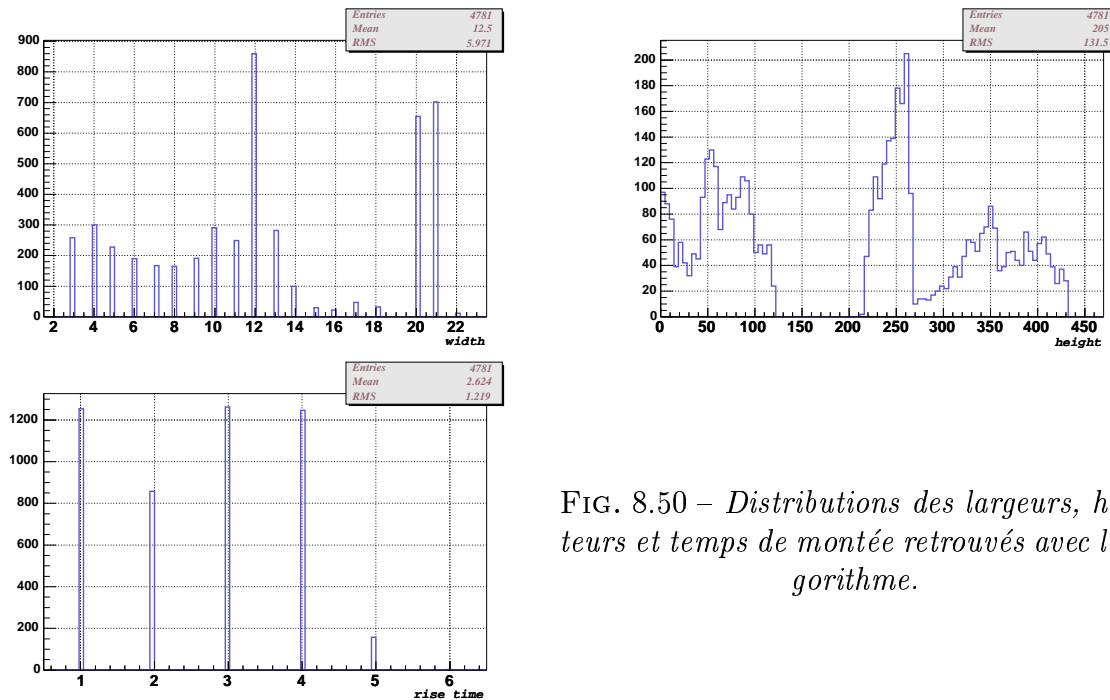 Entries 4781
Mean 12.5
RMS 5.971
900
800
700
600
500
400
300
200
100
0
2 4 6 8 10 12 14 16 18 20 22
width
Entries 4781
Mean 205
RMS 131.5
200
180
160
140
120
100
80
60
40
20
0
0 50 100 150 200 250 300 350 400 450
height
Entries 4781
Mean 2.624
RMS 1.219
1200
1000
800
600
400
200
0
1 2 3 4 5 6
rise time
FIG. 8.50 – Distributions des largeurs, h
teurs et temps de montée retrouvés avec l
gorithme.